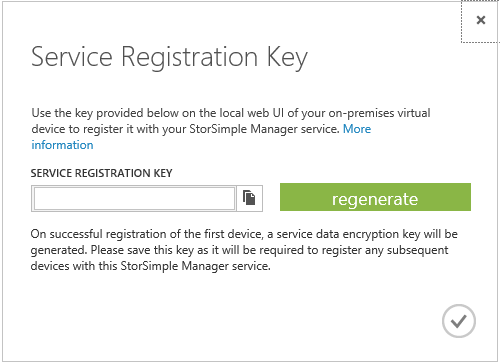 Service Registration Key
Use the key provided below on the local web UI of your on-premises virtual
device to register it with your StorSimple Manager service. More
information
SERVICE REGISTRATION KEY
regenerate
On successful registration of the first device, a service data encryption key will be
generated. Please save this key as it will be required to register any subsequent
devices with this StorSimple Manager service.